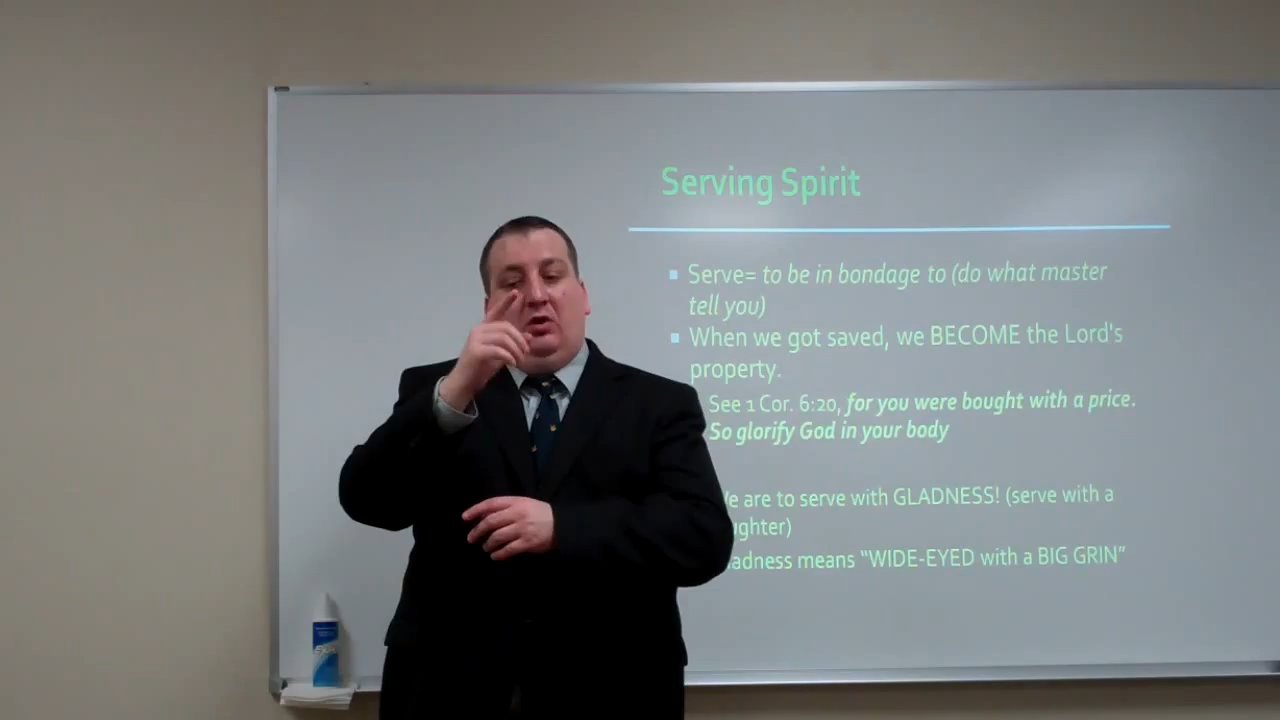 Serving Spirit
Serve= to be in bondage to (do what master
tell you)
When we got saved, we BECOME the Lord's
property.
See 1 Cor. 6:20, for you were bought with a price.
So glorify God in your body
are to serve with GLADNESS! (serve with a
means "WIDE-EYED with a BIG GRIN"